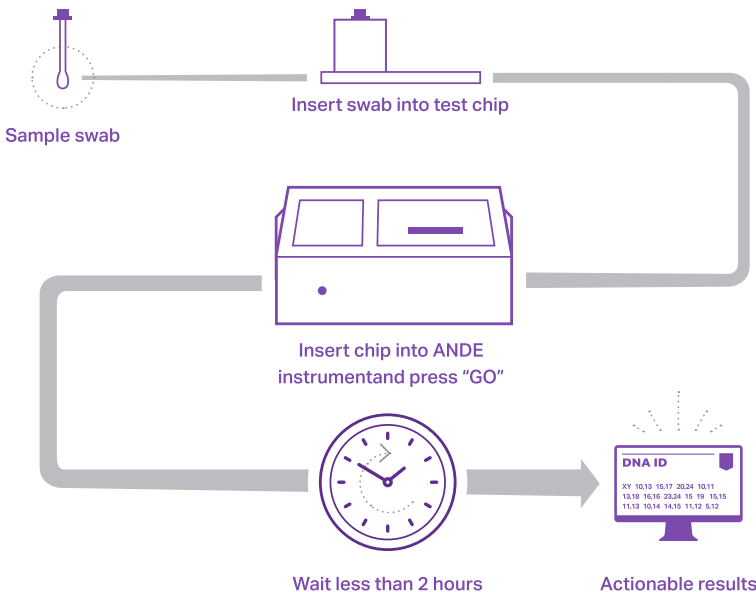 Sample swab
Insert swab into test chip
Insert chip into ANDE
instrumentand press “GO”
Wait less than 2 hours
DNA ID
XY 10,13 15,17 20,24 10,11
13,18 16,16 23,24 15 19 15,15
11,13 10,14 14,15 11,12 5,12
Actionable results